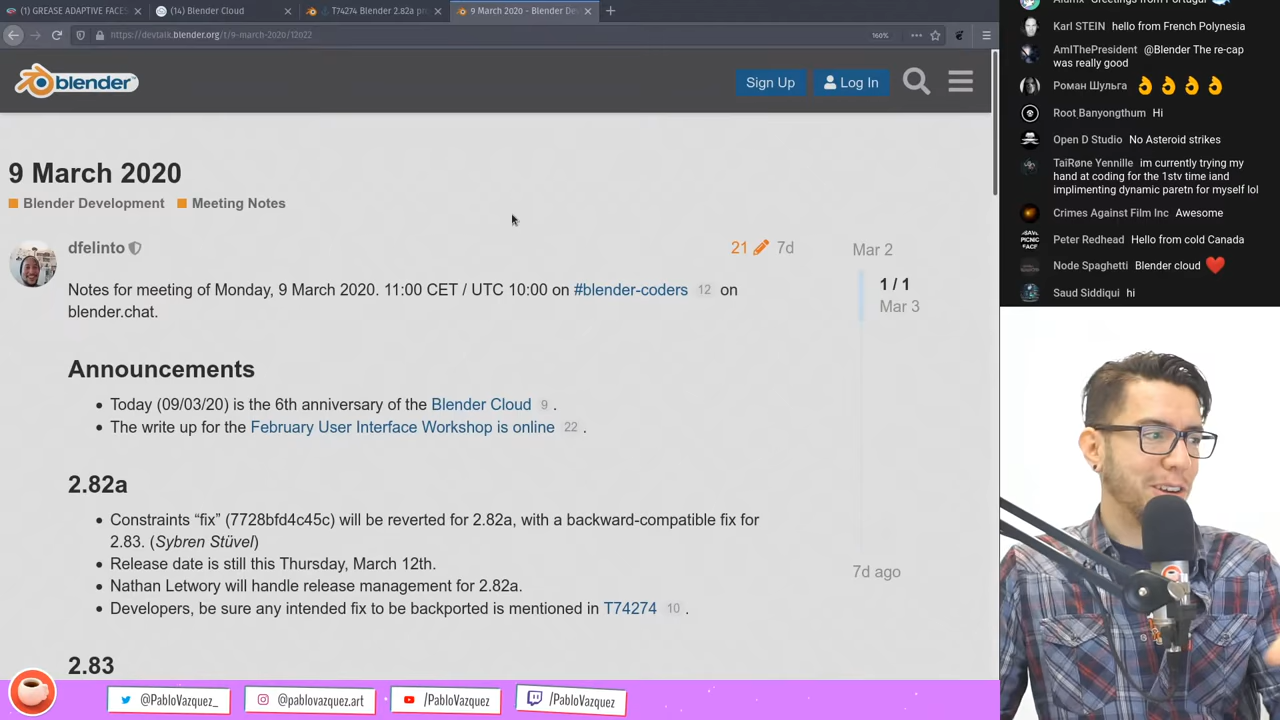 (1) GREASE ADAPTIVE FACES
(14) Blender Cloud
T74274 Blender 2.82a pr
9 March 2020 - Blender De
https://devtalk.blender.org/t/9-march-2020/12022
160%
blender
Sign Up
Log In
9 March 2020
Blender Development
Meeting Notes
dfelinto
21
7d
Notes for meeting of Monday, 9 March 2020. 11:00 CET / UTC 10:00 on #blender-coders 12 on
blender.chat.
Announcements
Today (09/03/20) is the 6th anniversary of the Blender Cloud 9 .
The write up for the February User Interface Workshop is online 22 .
2.82a
Constraints “fix” (7728bfd4c45c) will be reverted for 2.82a, with a backward-compatible fix for
2.83. (Sybren Stüvel)
Release date is still this Thursday, March 12th.
Nathan Letwory will handle release management for 2.82a.
Developers, be sure any intended fix to be backported is mentioned in T74274 10 .
2.83
Mar 2
1 / 1
Mar 3
7d ago
Karl STEIN hello from French Polynesia
AmIThePresident @Blender The re-cap
was really good
Роман Шульга 👌👌👌👌
Root Banyongthum Hi
Open D Studio No Asteroid strikes
TaïRøne Yennille im currently trying my
hand at coding for the 1stv time iand
implimenting dynamic paretn for myself lol
Crimes Against Film Inc Awesome
SAVE
PICNIC
FACE
Peter Redhead Hello from cold Canada
Node Spaghetti Blender cloud ❤️
Saud Siddiqui hi
@PabloVazquez_
@pablovazquez.art
/PabloVazquez
/PabloVazquez